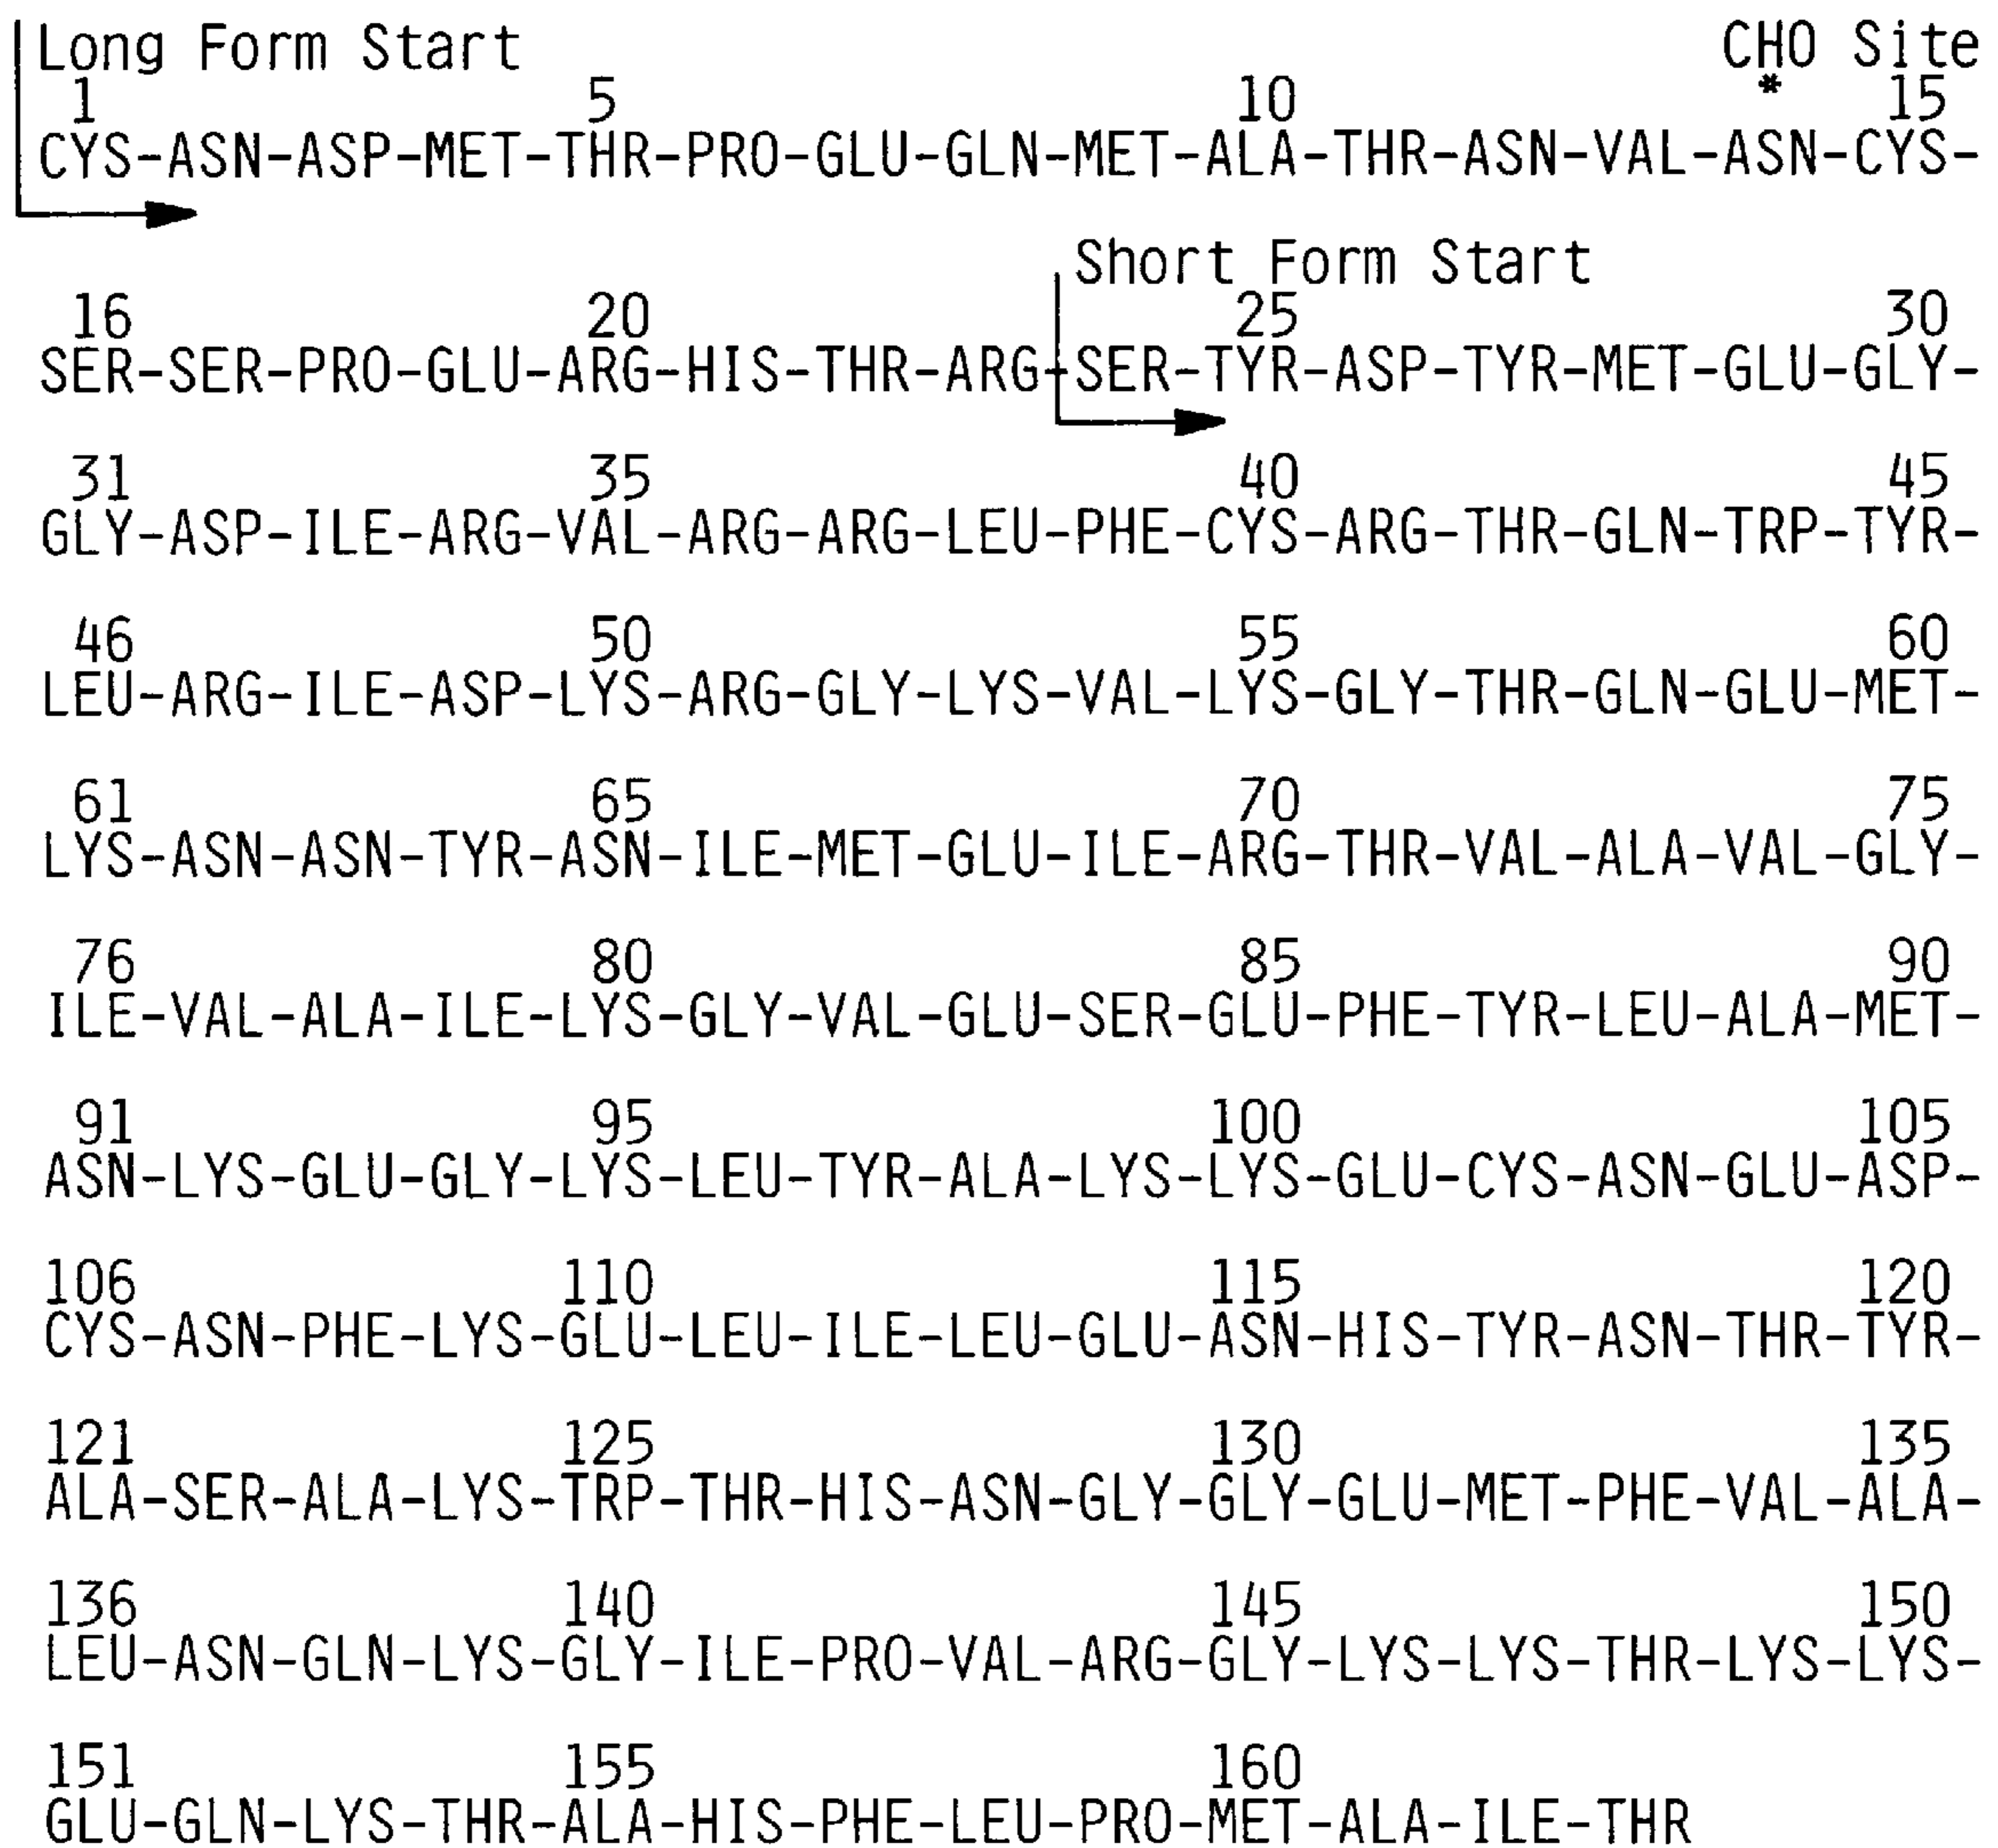 Long Form Start CHO Site
1 5 10 * 15
CYS-ASN-ASP-MET-THR-PRO-GLU-GLN-MET-ALA-THR-ASN-VAL-ASN-CYS-
Short Form Start
16 20 25 30
SER-SER-PRO-GLU-ARG-HIS-THR-ARG-SER-TYR-ASP-TYR-MET-GLU-GLY-
31 35 40 45
GLY-ASP-ILE-ARG-VAL-ARG-ARG-LEU-PHE-CYS-ARG-THR-GLN-TRP-TYR-
46 50 55 60
LEU-ARG-ILE-ASP-LYS-ARG-GLY-LYS-VAL-LYS-GLY-THR-GLN-GLU-MET-
61 65 70 75
LYS-ASN-ASN-TYR-ASN-ILE-MET-GLU-ILE-ARG-THR-VAL-ALA-VAL-GLY-
76 80 85 90
ILE-VAL-ALA-ILE-LYS-GLY-VAL-GLU-SER-GLU-PHE-TYR-LEU-ALA-MET-
91 95 100 105
ASN-LYS-GLU-GLY-LYS-LEU-TYR-ALA-LYS-LYS-GLU-CYS-ASN-GLU-ASP-
106 110 115 120
CYS-ASN-PHE-LYS-GLU-LEU-ILE-LEU-GLU-ASN-HIS-TYR-ASN-THR-TYR-
121 125 130 135
ALA-SER-ALA-LYS-TRP-THR-HIS-ASN-GLY-GLY-GLU-MET-PHE-VAL-ALA-
136 140 145 150
LEU-ASN-GLN-LYS-GLY-ILE-PRO-VAL-ARG-GLY-LYS-LYS-THR-LYS-LYS-
151 155 160
GLU-GLN-LYS-THR-ALA-HIS-PHE-LEU-PRO-MET-ALA-ILE-THR